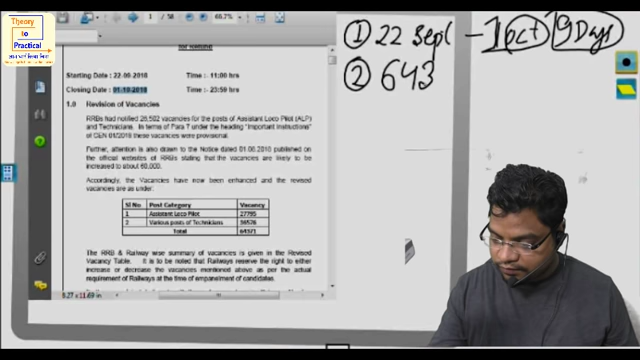 Theory
to
Practical
1 / 58
66.7%
for Refund
Starting Date : 22-09-2018 Time :- 11:00 hrs
Closing Date : 01-10-2018 Time :- 23:59 hrs
1.0 Revision of Vacancies
RRBs had notified 26,502 vacancies for the posts of Assistant Loco Pilot (ALP)
and Technicians. In terms of Para 7 under the heading "Important Instructions"
of CEN 01/2018 these vacancies were provisional.
Further, attention is also drawn to the Notice dated 01.08.2018 published on
the official websites of RRBs stating that the vacancies are likely to be
increased to about 60,000.
Accordingly, the Vacancies have now been enhanced and the revised
vacancies are as under:
Sl No Post Category Vacancy
1 Assistant Loco Pilot 27795
2 Various posts of Technicians 36576
Total 64371
The RRB & Railway wise summary of vacancies is given in the Revised
Vacancy Table. It is to be noted that Railways reserve the right to either
increase or decrease the vacancies mentioned above as per the actual
requirement of Railways at the time of empanelment of candidates.
8.27 x 11.69 in
① 22 Sept - 1 Oct 9 Days
② 643